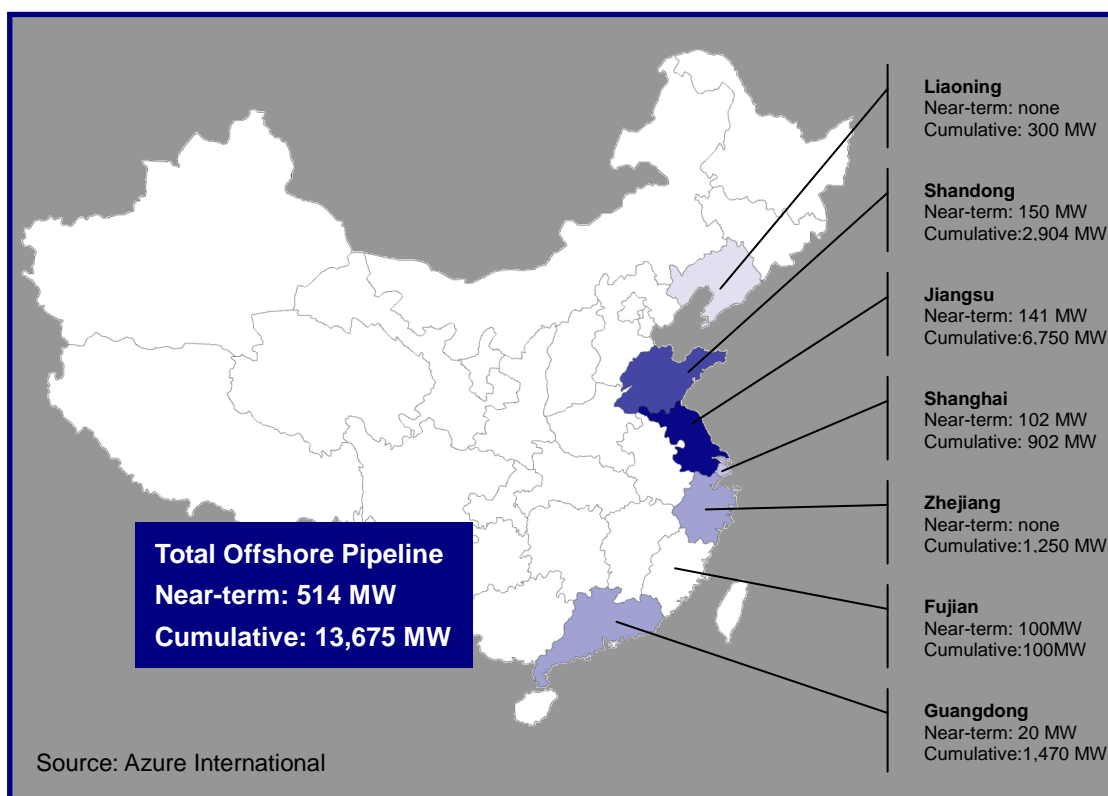 Liaoning
Near-term: none
Cumulative: 300 MW
Shandong
Near-term: 150 MW
Cumulative:2,904 MW
Jiangsu
Near-term: 141 MW
Cumulative:6,750 MW
Shanghai
Near-term: 102 MW
Cumulative: 902 MW
Zhejiang
Near-term: none
Cumulative:1,250 MW
Fujian
Near-term: 100MW
Cumulative:100MW
Guangdong
Near-term: 20 MW
Cumulative:1,470 MW
Total Offshore Pipeline
Near-term: 514 MW
Cumulative: 13,675 MW
Source: Azure International